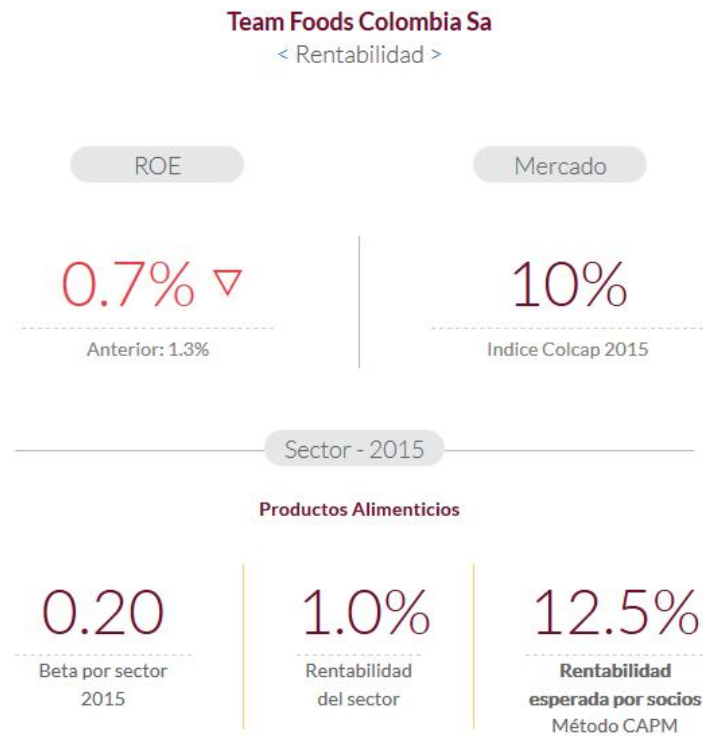 Team Foods Colombia Sa
< Rentabilidad >
ROE
Mercado
0.7%
10%
Anterior: 1.3%
Indice Colcap 2015
Sector - 2015
Productos Alimenticios
0.20
1.0%
12.5%
Beta por sector
2015
Rentabilidad
del sector
Rentabilidad
esperada por socios
Método CAPM